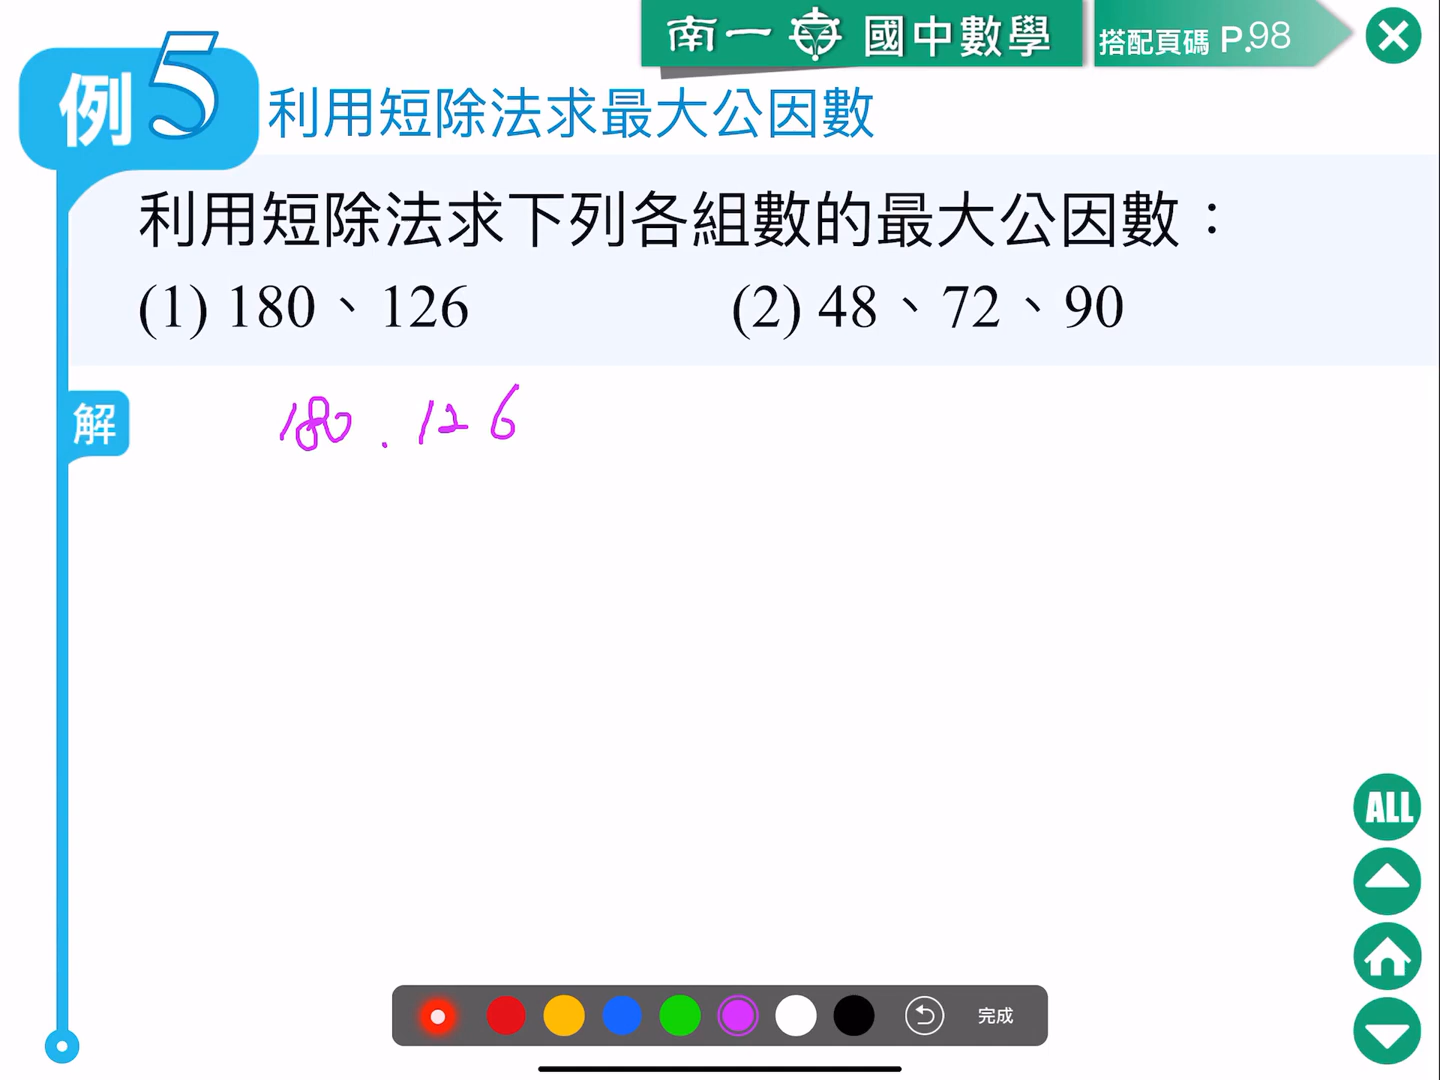 南一 國中數學 搭配頁碼 P.98
例5 利用短除法求最大公因數
利用短除法求下列各組數的最大公因數：
(1) 180、126 (2) 48、72、90
解 180 . 126
ALL
完成